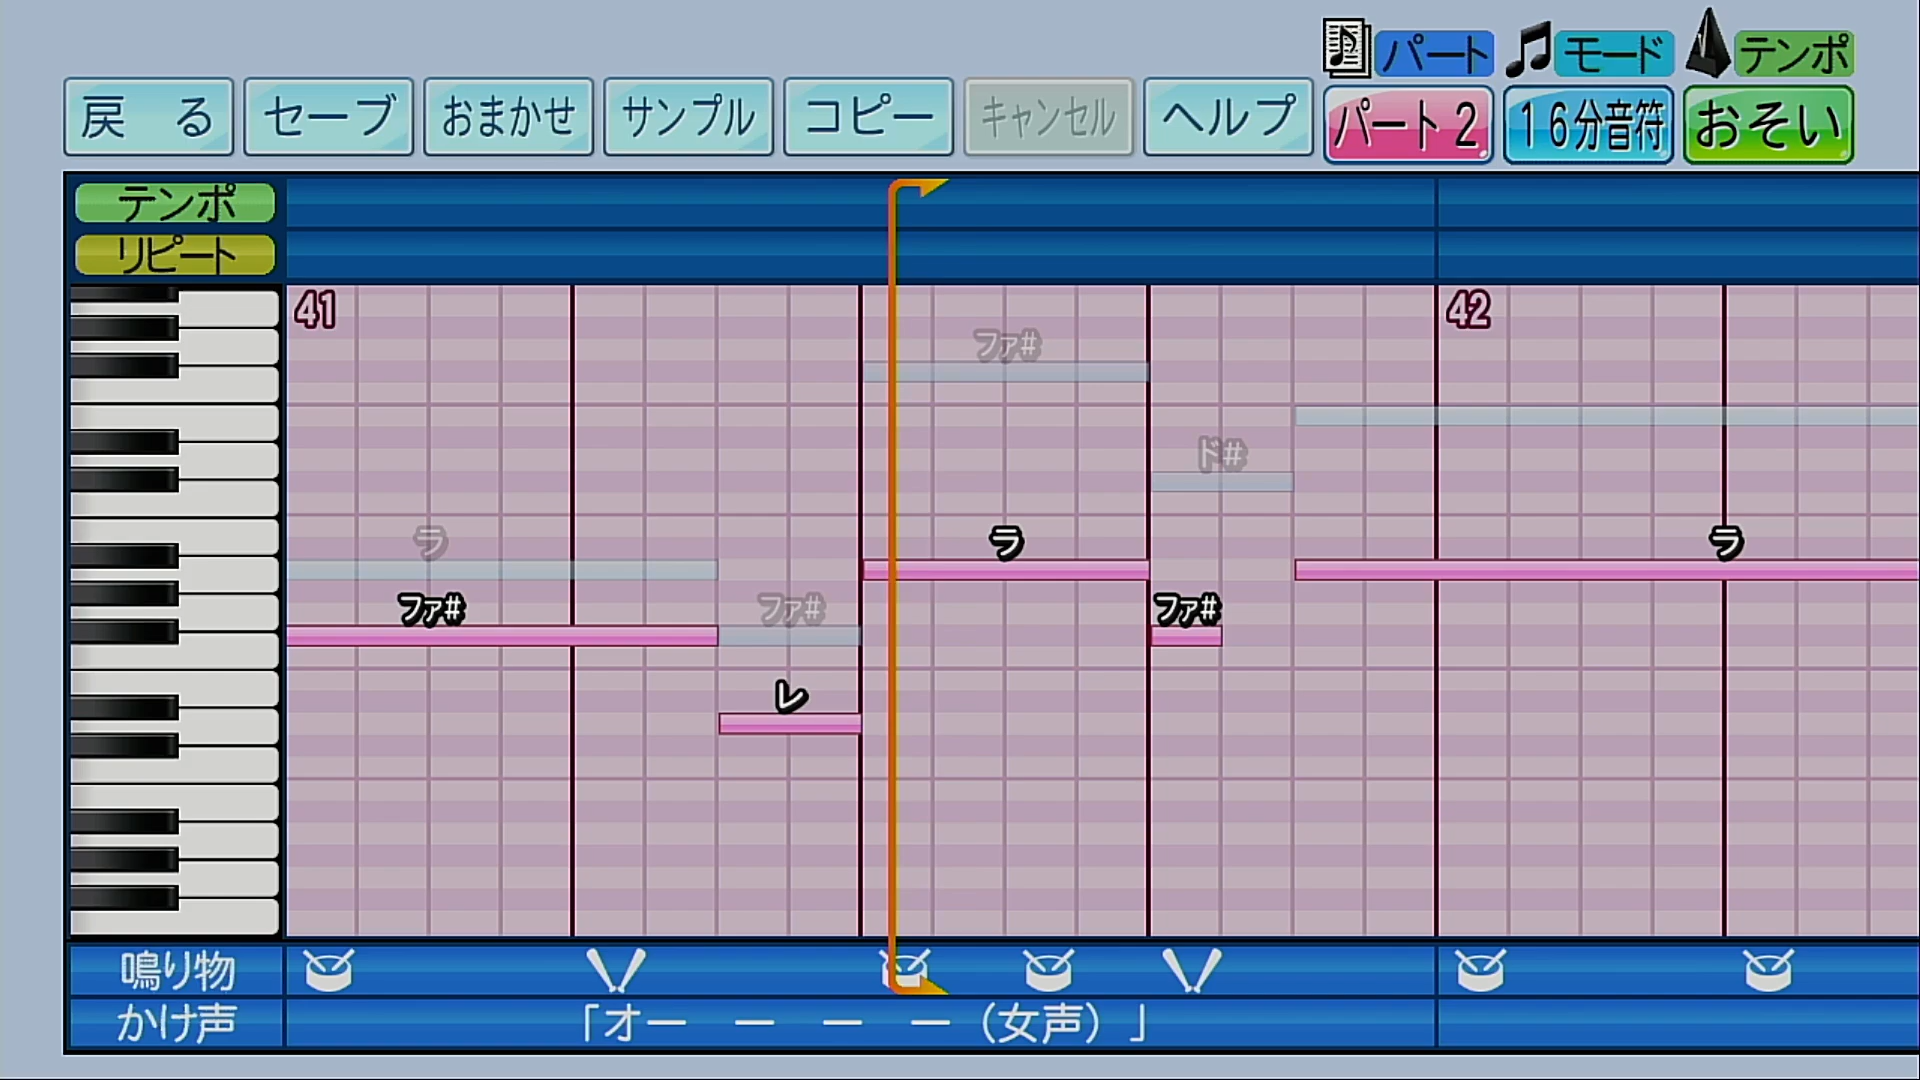 パート モード テンポ
戻　る セーブ おまかせ サンプル コピー キャンセル ヘルプ パート2 16分音符 おそい
テンポ
リピート
41 42
ファ#
ド#
ラ ラ ラ
ファ# ファ# ファ#
レ
鳴り物
かけ声 「オー ー ー ー（女声）」